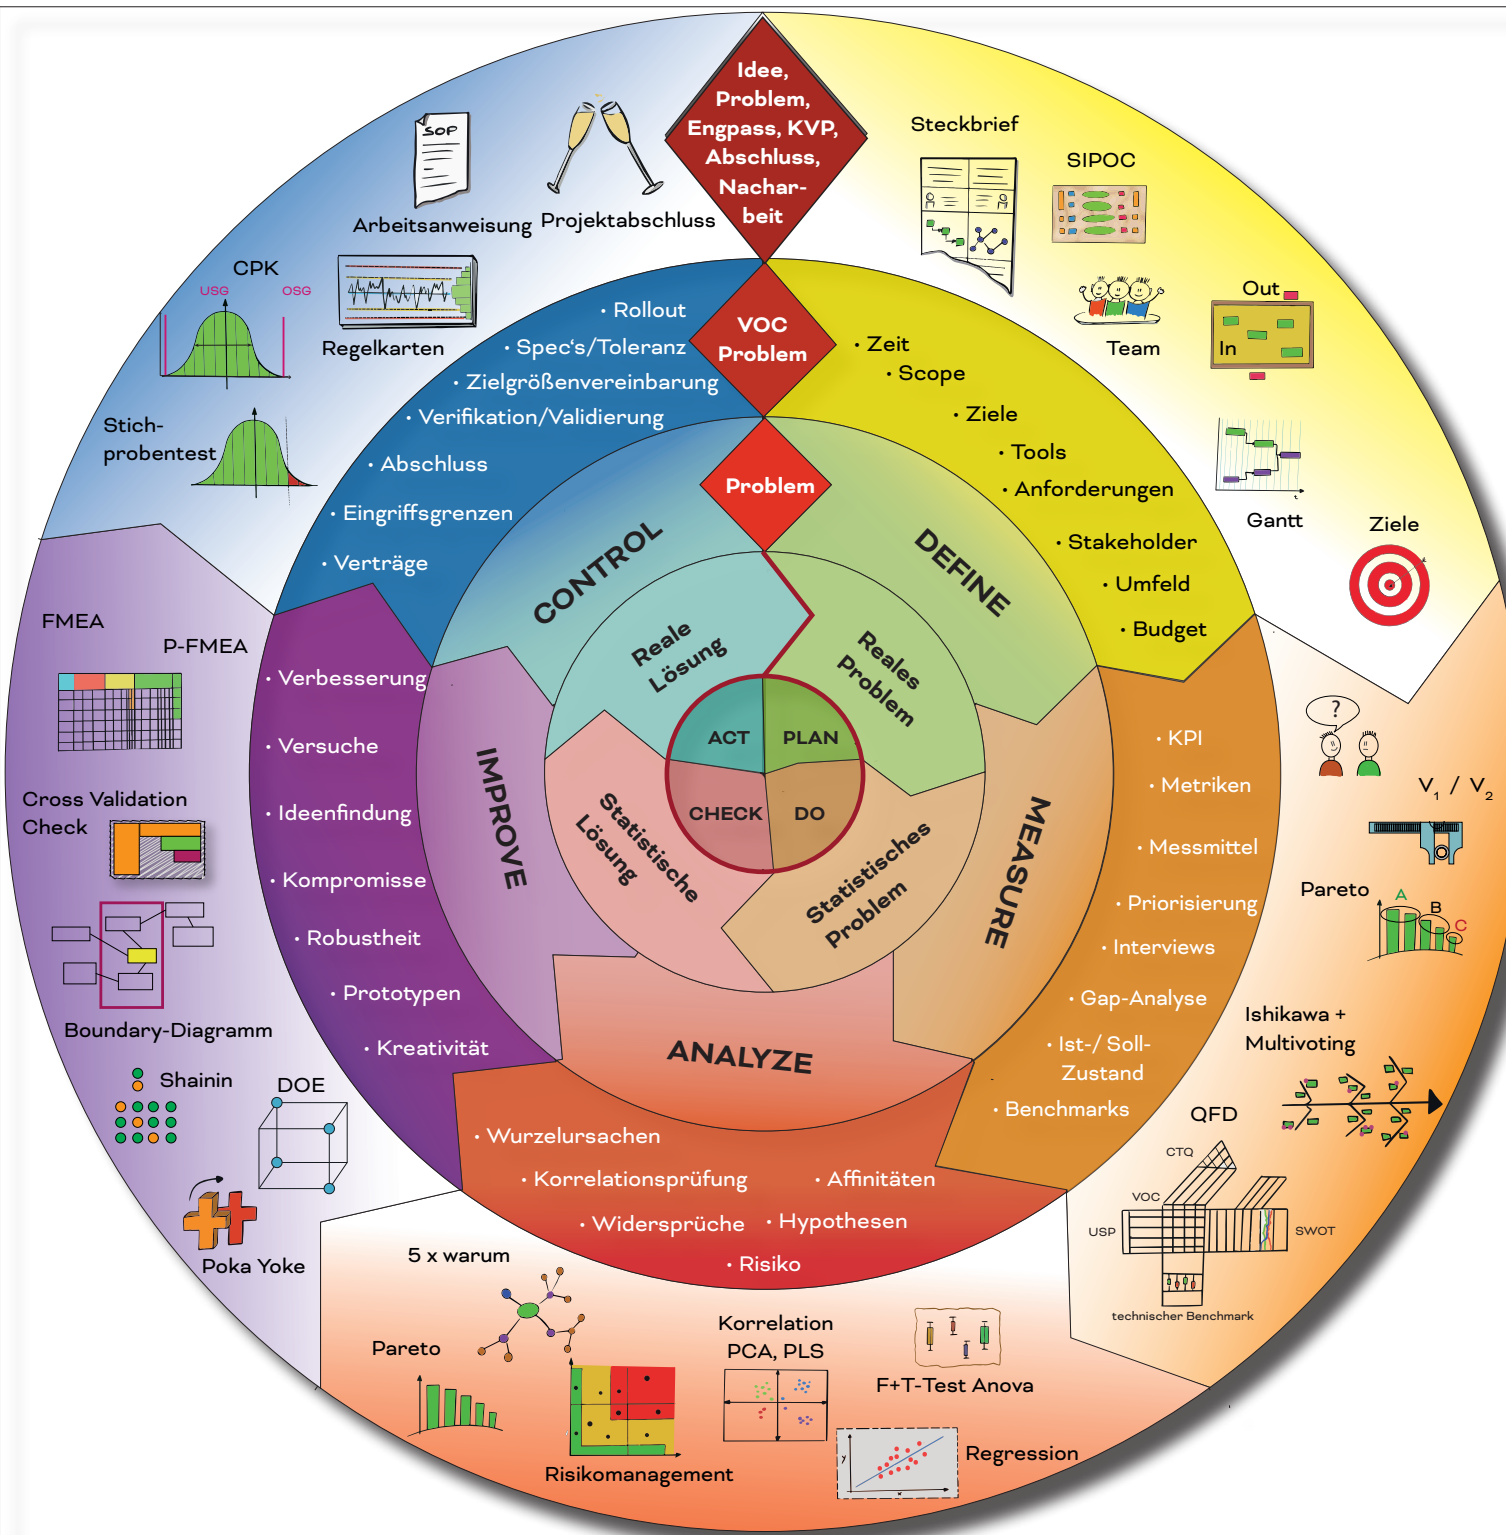 Idee,
Problem,
Engpass, KVP,
Abschluss,
Nachar-
beit
VOC
Problem
Problem
Steckbrief
SIPOC
Team
Out
In
Gantt
t
Ziele
• Zeit
• Scope
• Ziele
• Tools
• Anforderungen
• Stakeholder
• Umfeld
• Budget
DEFINE
Reales
Problem
PLAN
?
V1 / V2
Pareto
A
B
C
Ishikawa +
Multivoting
QFD
CTQ
VOC
USP
SWOT
technischer Benchmark
• KPI
• Metriken
• Messmittel
• Priorisierung
• Interviews
• Gap-Analyse
• Ist-/ Soll-
Zustand
• Benchmarks
MEASURE
Statistisches
Problem
DO
ANALYZE
• Wurzelursachen
• Korrelationsprüfung
• Affinitäten
• Widersprüche
• Hypothesen
• Risiko
5 x warum
Pareto
Risikomanagement
Korrelation
PCA, PLS
F+T-Test Anova
Regression
y
x
Statistische
Lösung
CHECK
IMPROVE
• Verbesserung
• Versuche
• Ideenfindung
• Kompromisse
• Robustheit
• Prototypen
• Kreativität
FMEA
P-FMEA
Cross Validation
Check
Boundary-Diagramm
Shainin
DOE
Poka Yoke
CONTROL
Reale
Lösung
ACT
• Rollout
• Spec's/Toleranz
• Zielgrößenvereinbarung
• Verifikation/Validierung
• Abschluss
• Eingriffsgrenzen
• Verträge
SOP
Arbeitsanweisung
Projektabschluss
CPK
USG
OSG
Regelkarten
Stich-
probentest